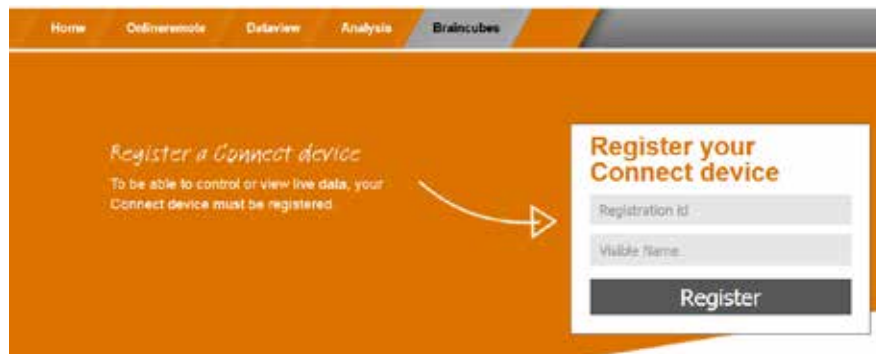 Home Onlineremote Dataview Analysis Braincubes
Register a Connect device
To be able to control or view live data, your
Connect device must be registered
Register your
Connect device
Registration id
Visible Name
Register